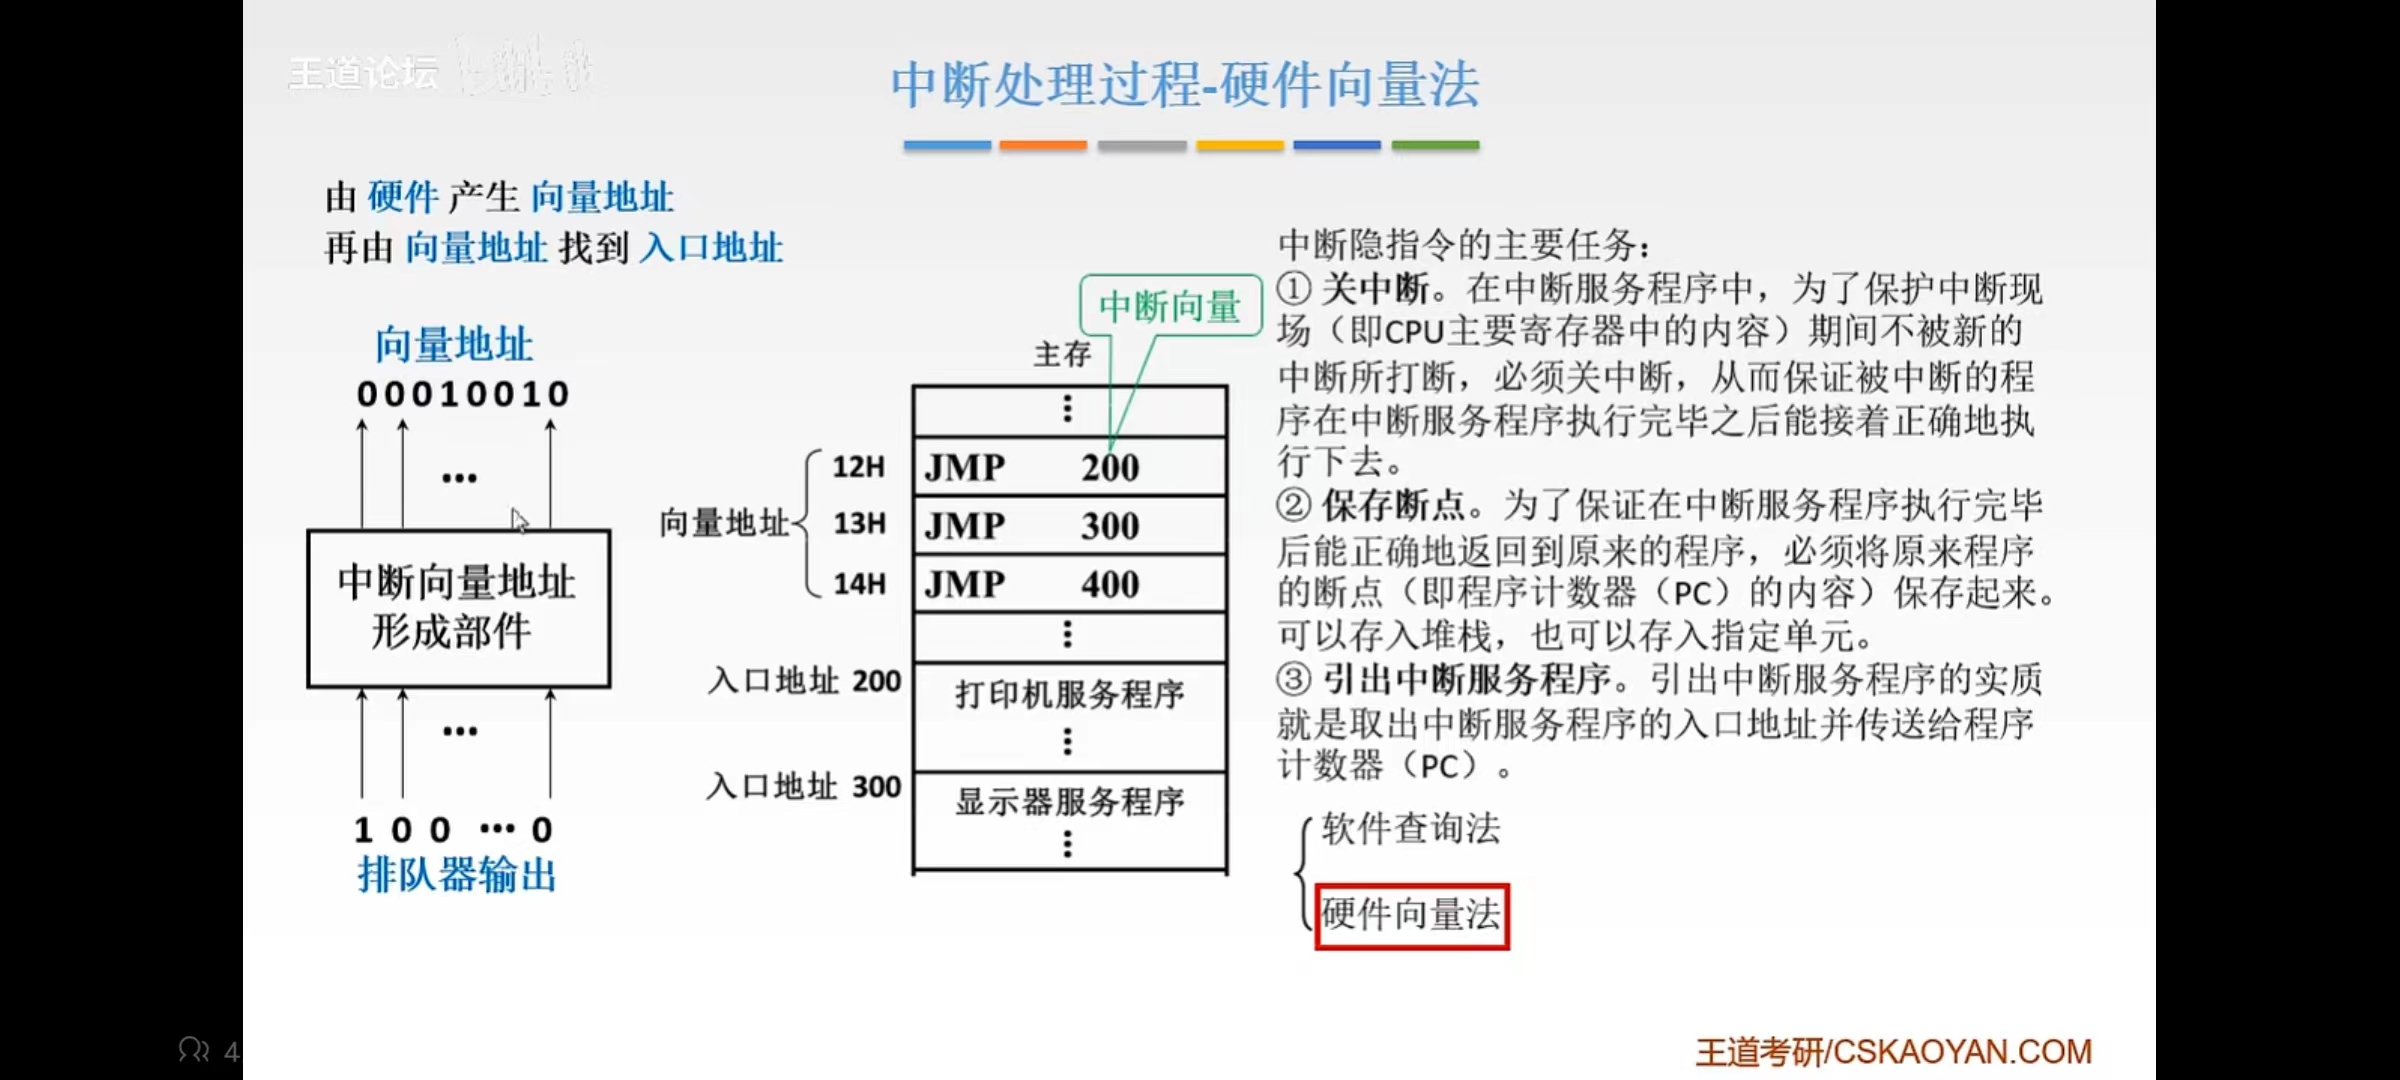 王道论坛
中断处理过程-硬件向量法
由 硬件 产生 向量地址
再由 向量地址 找到 入口地址
向量地址
00010010
...
中断向量地址
形成部件
...
1 0 0 ... 0
排队器输出
中断向量
主存
向量地址
12H JMP 200
13H JMP 300
14H JMP 400
入口地址 200 打印机服务程序
入口地址 300 显示器服务程序
中断隐指令的主要任务：
① 关中断。在中断服务程序中，为了保护中断现
场（即CPU主要寄存器中的内容）期间不被新的
中断所打断，必须关中断，从而保证被中断的程
序在中断服务程序执行完毕之后能接着正确地执
行下去。
② 保存断点。为了保证在中断服务程序执行完毕
后能正确地返回到原来的程序，必须将原来程序
的断点（即程序计数器（PC）的内容）保存起来。
可以存入堆栈，也可以存入指定单元。
③ 引出中断服务程序。引出中断服务程序的实质
就是取出中断服务程序的入口地址并传送给程序
计数器（PC）。
软件查询法
硬件向量法
4
王道考研/CSKAOYAN.COM